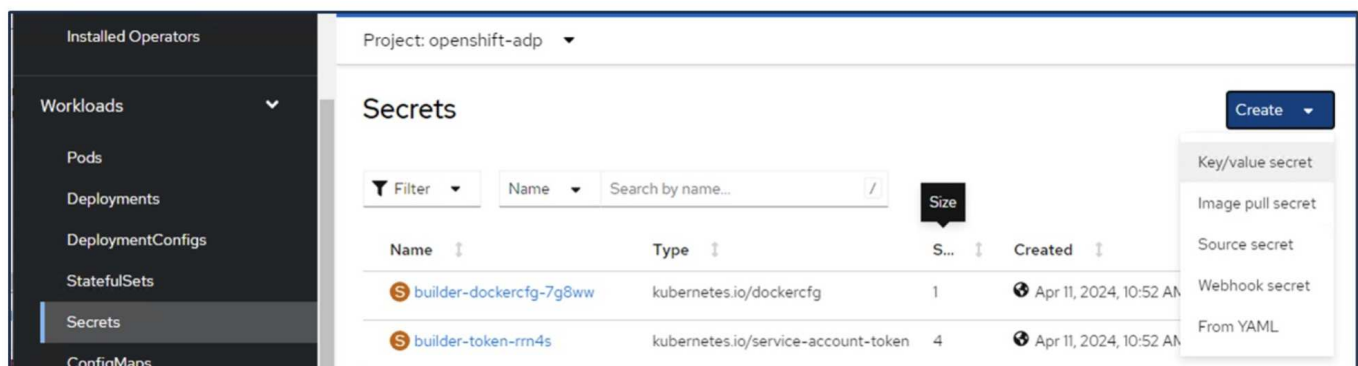 Installed Operators
Workloads
Pods
Deployments
DeploymentConfigs
StatefulSets
Secrets
ConfigMaps
Project: openshift-adp
Secrets
Create
Key/value secret
Image pull secret
Source secret
Webhook secret
From YAML
Filter
Name
Search by name...
/
Size
Name Type S... Created
S builder-dockercfg-7g8ww kubernetes.io/dockercfg 1 Apr 11, 2024, 10:52 AM
S builder-token-rrn4s kubernetes.io/service-account-token 4 Apr 11, 2024, 10:52 AM